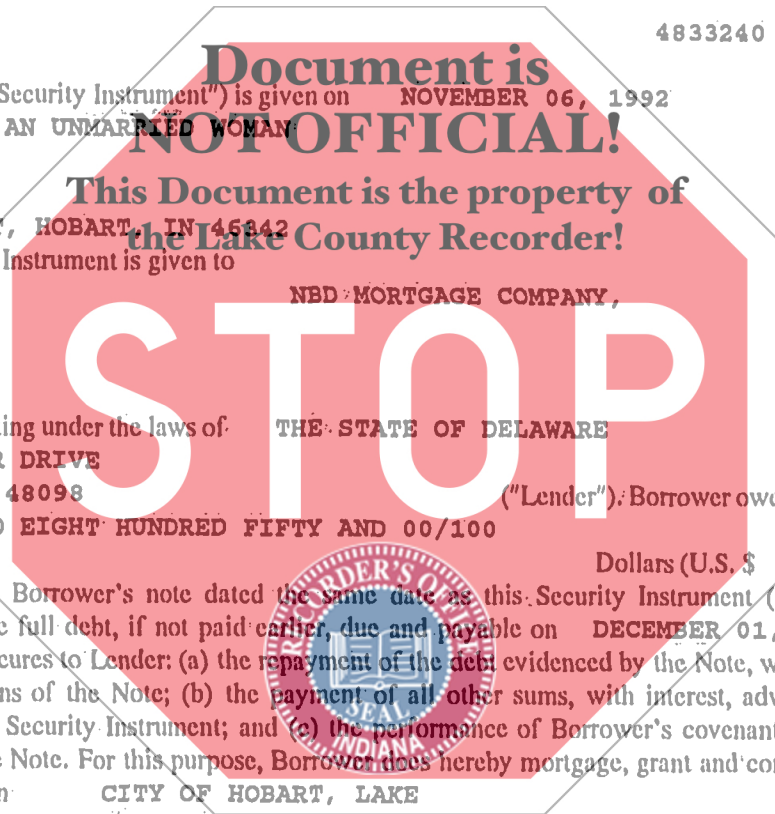 4833240
Document is
Security Instrument") is given on NOVEMBER 06, 1992
AN UNMARRIED WOMAN
NOT OFFICIAL!
This Document is the property of
HOBART, IN 46342
the Lake County Recorder!
Instrument is given to
NBD MORTGAGE COMPANY,
STOP
ing under the laws of THE STATE OF DELAWARE
R DRIVE
48098 ("Lender"). Borrower owe
EIGHT HUNDRED FIFTY AND 00/100
Dollars (U.S. $
RECORDER'S OFFICE
Borrower's note dated the same date as this Security Instrument (
e full debt, if not paid earlier, due and payable on DECEMBER 01,
cures to Lender: (a) the repayment of the debt evidenced by the Note, w
ns of the Note; (b) the payment of all other sums, with interest, adv
SEAL
Security Instrument; and (c) the performance of Borrower's covenant
INDIANA
e Note. For this purpose, Borrower does hereby mortgage, grant and con
n CITY OF HOBART, LAKE